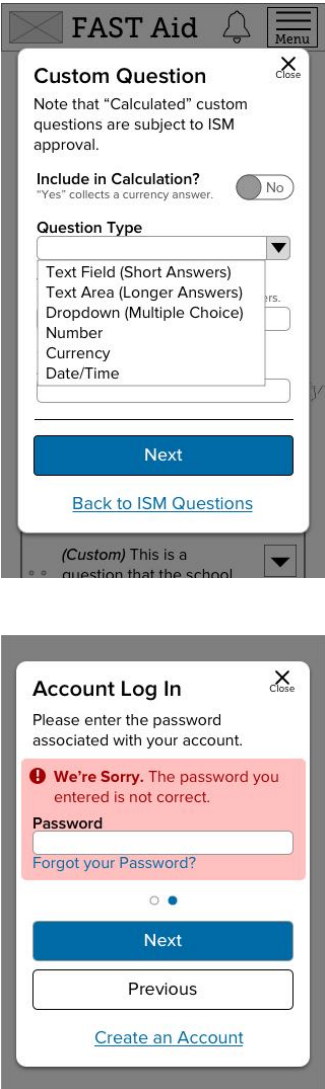 FAST Aid
Menu
Custom Question
Close
Note that “Calculated” custom
questions are subject to ISM
approval.
Include in Calculation?
“Yes” collects a currency answer.
No
Question Type
Text Field (Short Answers)
Text Area (Longer Answers)
Dropdown (Multiple Choice)
Number
Currency
Date/Time
Next
Back to ISM Questions
(Custom) This is a
question that the school
Account Log In
Close
Please enter the password
associated with your account.
We’re Sorry. The password you
entered is not correct.
Password
Forgot your Password?
Next
Previous
Create an Account